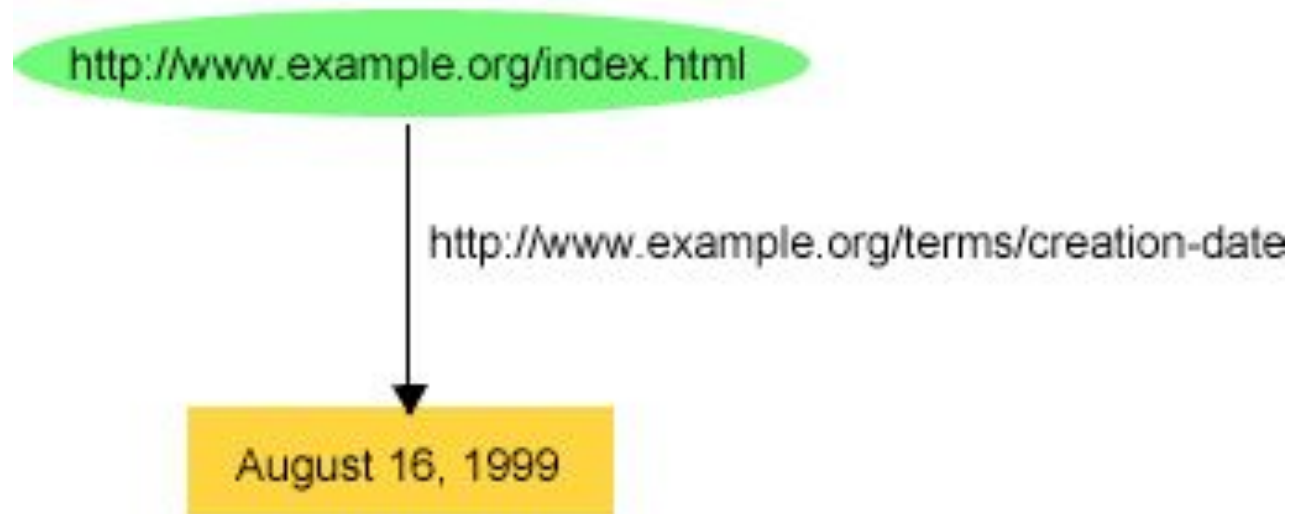 http://www.example.org/index.html
http://www.example.org/terms/creation-date
August 16, 1999